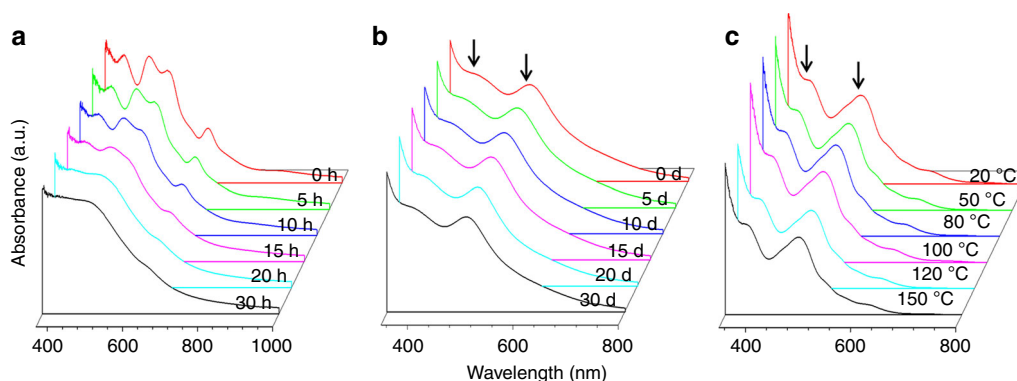 a
Absorbance (a.u.)
0 h
5 h
10 h
15 h
20 h
30 h
400 600 800 1000
b
0 d
5 d
10 d
15 d
20 d
30 d
400 600 800
c
20 °C
50 °C
80 °C
100 °C
120 °C
150 °C
400 600 800
Wavelength (nm)